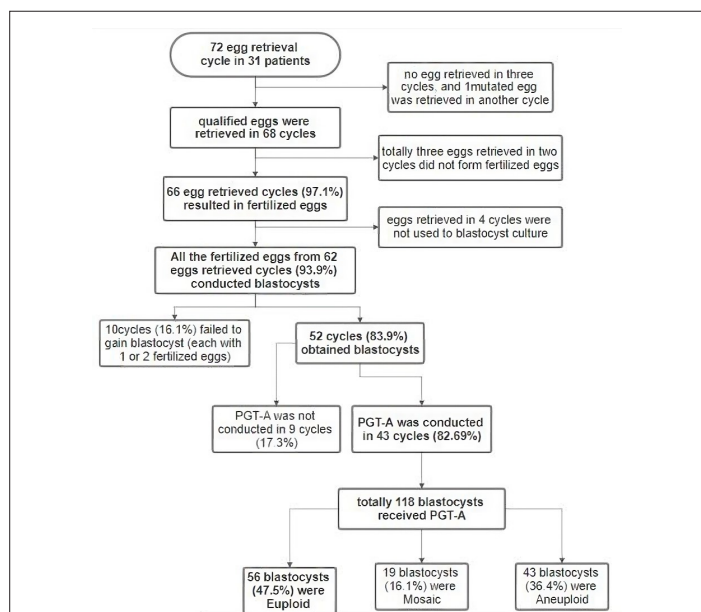 72 egg retrieval
cycle in 31 patients
no egg retrieved in three
cycles, and 1mutated egg
was retrieved in another cycle
qualified eggs were
retrieved in 68 cycles
totally three eggs retrieved in two
cycles did not form fertilized eggs
66 egg retrieved cycles (97.1%)
resulted in fertilized eggs
eggs retrieved in 4 cycles were
not used to blastocyst culture
All the fertilized eggs from 62
eggs retrieved cycles (93.9%)
conducted blastocysts
10cycles (16.1%) failed to
gain blastocyst (each with
1 or 2 fertilized eggs)
52 cycles (83.9%)
obtained blastocysts
PGT-A was not
conducted in 9 cycles
(17.3%)
PGT-A was conducted
in 43 cycles (82.69%)
totally 118 blastocysts
received PGT-A
56 blastocysts
(47.5%) were
Euploid
19 blastocysts
(16.1%) were
Mosaic
43 blastocysts
(36.4%) were
Aneuploid